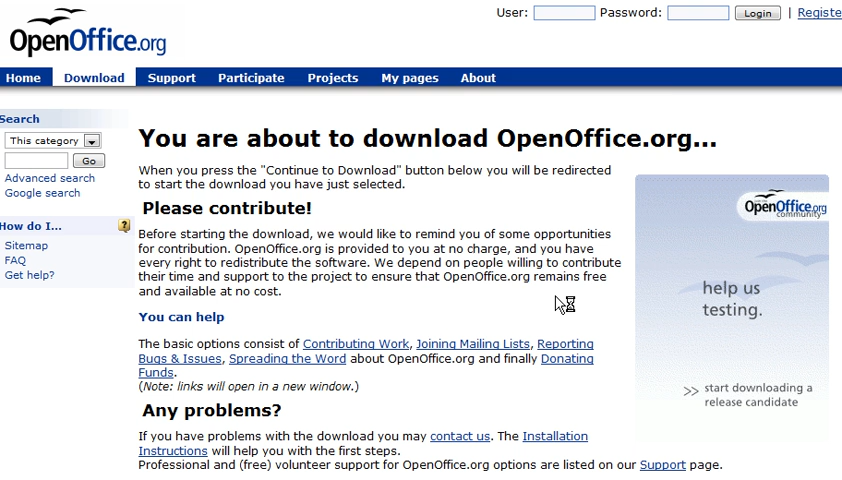 OpenOffice.org
User: Password: Login | Registe
Home Download Support Participate Projects My pages About
Search
This category
Go
Advanced search
Google search
How do I...
Sitemap
FAQ
Get help?
You are about to download OpenOffice.org...
When you press the "Continue to Download" button below you will be redirected
to start the download you have just selected.
Please contribute!
Before starting the download, we would like to remind you of some opportunities
for contribution. OpenOffice.org is provided to you at no charge, and you have
every right to redistribute the software. We depend on people willing to contribute
their time and support to the project to ensure that OpenOffice.org remains free
and available at no cost.
You can help
The basic options consist of Contributing Work, Joining Mailing Lists, Reporting
Bugs & Issues, Spreading the Word about OpenOffice.org and finally Donating
Funds.
(Note: links will open in a new window.)
Any problems?
If you have problems with the download you may contact us. The Installation
Instructions will help you with the first steps.
Professional and (free) volunteer support for OpenOffice.org options are listed on our Support page.
OpenOffice.org
community
help us
testing.
>> start downloading a
release candidate